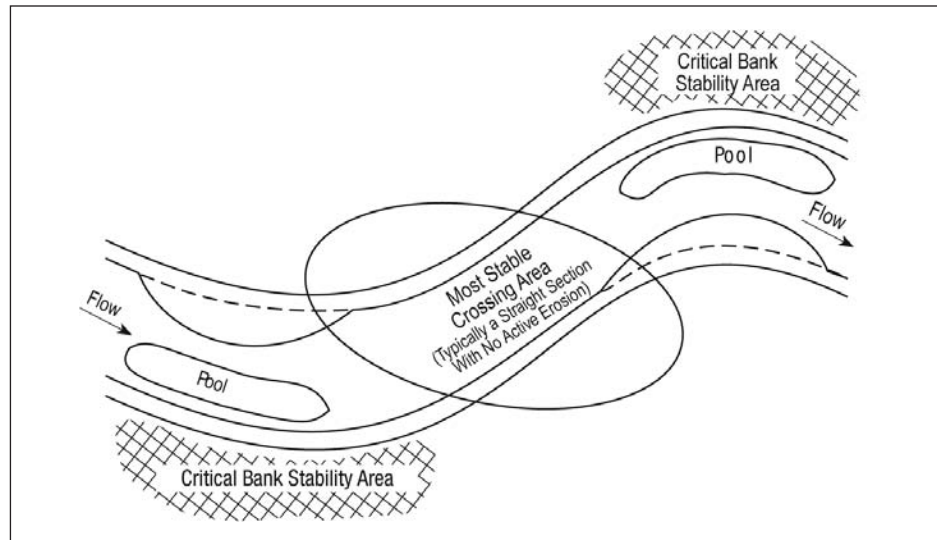 Critical Bank
Stability Area
Pool
Flow
Most Stable
Crossing Area
(Typically a Straight Section
With No Active Erosion)
Flow
Pool
Critical Bank Stability Area